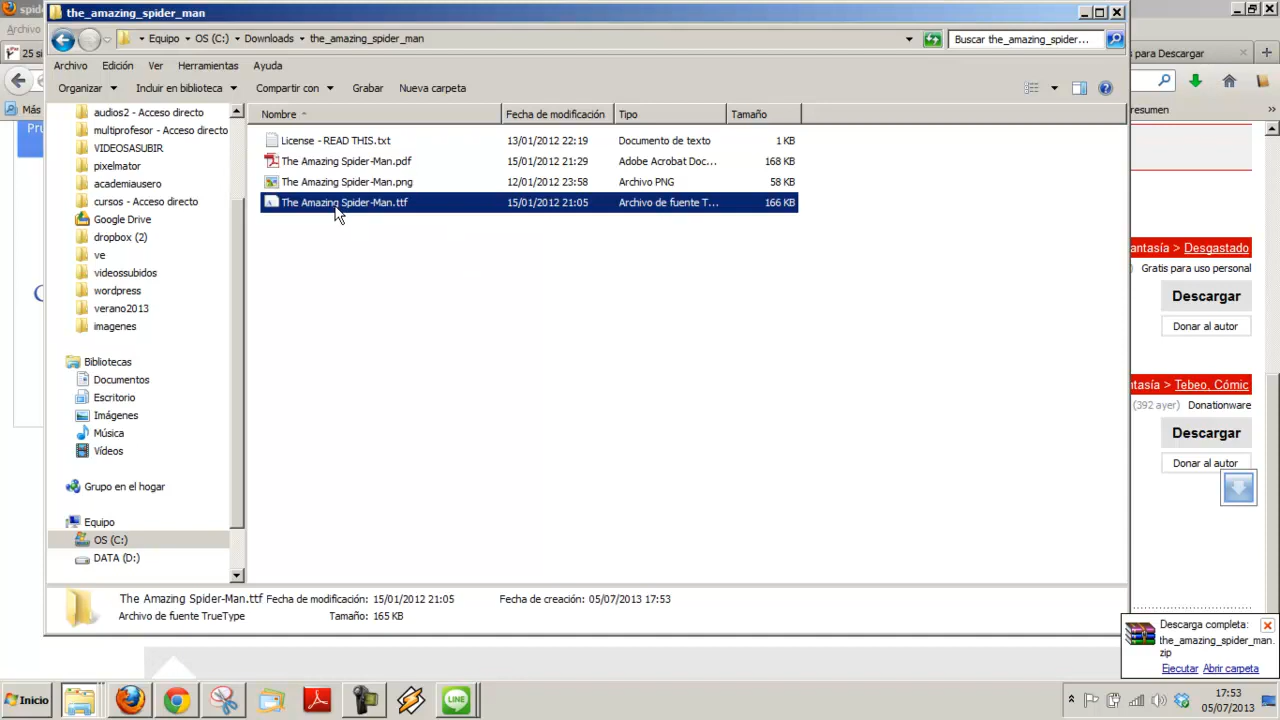 spid
the_amazing_spider_man
Archivo
Equipo OS (C:) Downloads the_amazing_spider_man
Buscar the_amazing_spider...
25 si
para Descargar
Archivo Edición Ver Herramientas Ayuda
Organizar Incluir en biblioteca Compartir con Grabar Nueva carpeta
Más
resumen
Nombre Fecha de modificación Tipo Tamaño
audios2 - Acceso directo
multiprofesor - Acceso directo
VIDEOSASUBIR
pixelmator
academiausero
cursos - Acceso directo
Google Drive
dropbox (2)
ve
videossubidos
wordpress
verano2013
imagenes
Bibliotecas
Documentos
Escritorio
Imágenes
Música
Vídeos
Grupo en el hogar
Equipo
OS (C:)
DATA (D:)
License - READ THIS.txt 13/01/2012 22:19 Documento de texto 1 KB
The Amazing Spider-Man.pdf 15/01/2012 21:29 Adobe Acrobat Doc... 168 KB
The Amazing Spider-Man.png 12/01/2012 23:58 Archivo PNG 58 KB
The Amazing Spider-Man.ttf 15/01/2012 21:05 Archivo de fuente T... 166 KB
antasía > Desgastado
Gratis para uso personal
Descargar
Donar al autor
ntasía > Tebeo, Cómic
(392 ayer) Donationware
Descargar
Donar al autor
The Amazing Spider-Man.ttf Fecha de modificación: 15/01/2012 21:05 Fecha de creación: 05/07/2013 17:53
Archivo de fuente TrueType Tamaño: 165 KB
Descarga completa:
the_amazing_spider_man.
zip
Ejecutar Abrir carpeta
Inicio
LINE
17:53
05/07/2013